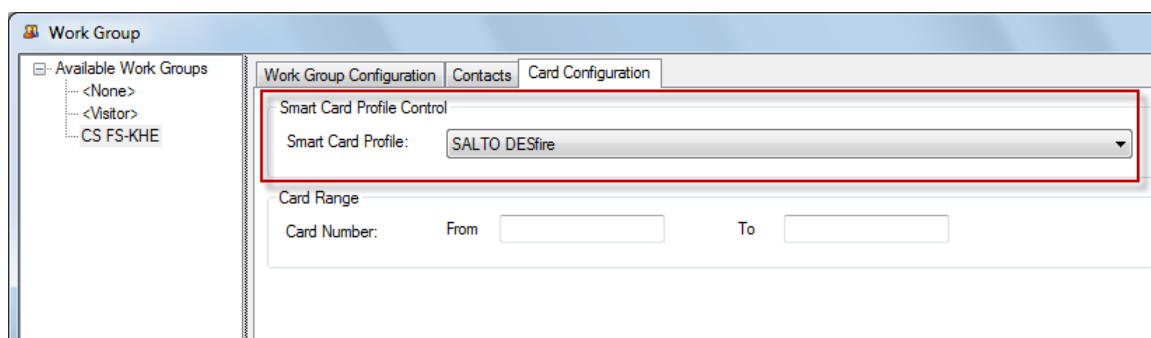 Work Group
Available Work Groups
<None>
<Visitor>
CS FS-KHE
Work Group Configuration Contacts Card Configuration
Smart Card Profile Control
Smart Card Profile: SALTO DESfire
Card Range
Card Number: From To